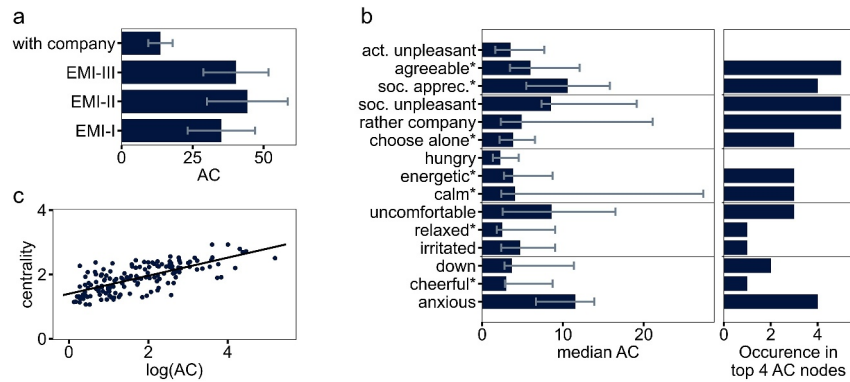 a
with company
EMI-III
EMI-II
EMI-I
0 25 50
AC
b
act. unpleasant
agreeable*
soc. apprec.*
soc. unpleasant
rather company
choose alone*
hungry
energetic*
calm*
uncomfortable
relaxed*
irritated
down
cheerful*
anxious
0 10 20
median AC
0 2 4
Occurence in
top 4 AC nodes
c
4
2
0
centrality
0 2 4
log(AC)